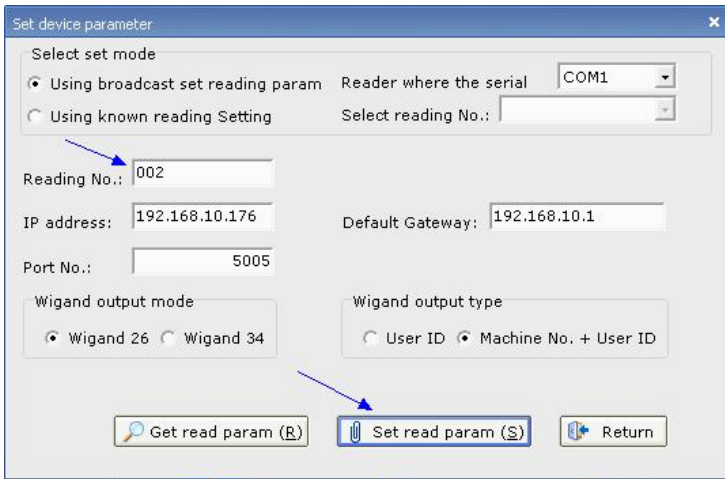 Set device parameter
Select set mode
Using broadcast set reading param
Reader where the serial
COM1
Using known reading Setting
Select reading No.:
Reading No.: 002
IP address: 192.168.10.176
Default Gateway: 192.168.10.1
Port No.: 5005
Wigand output mode
Wigand output type
Wigand 26 Wigand 34
User ID Machine No. + User ID
Get read param (R)
Set read param (S)
Return